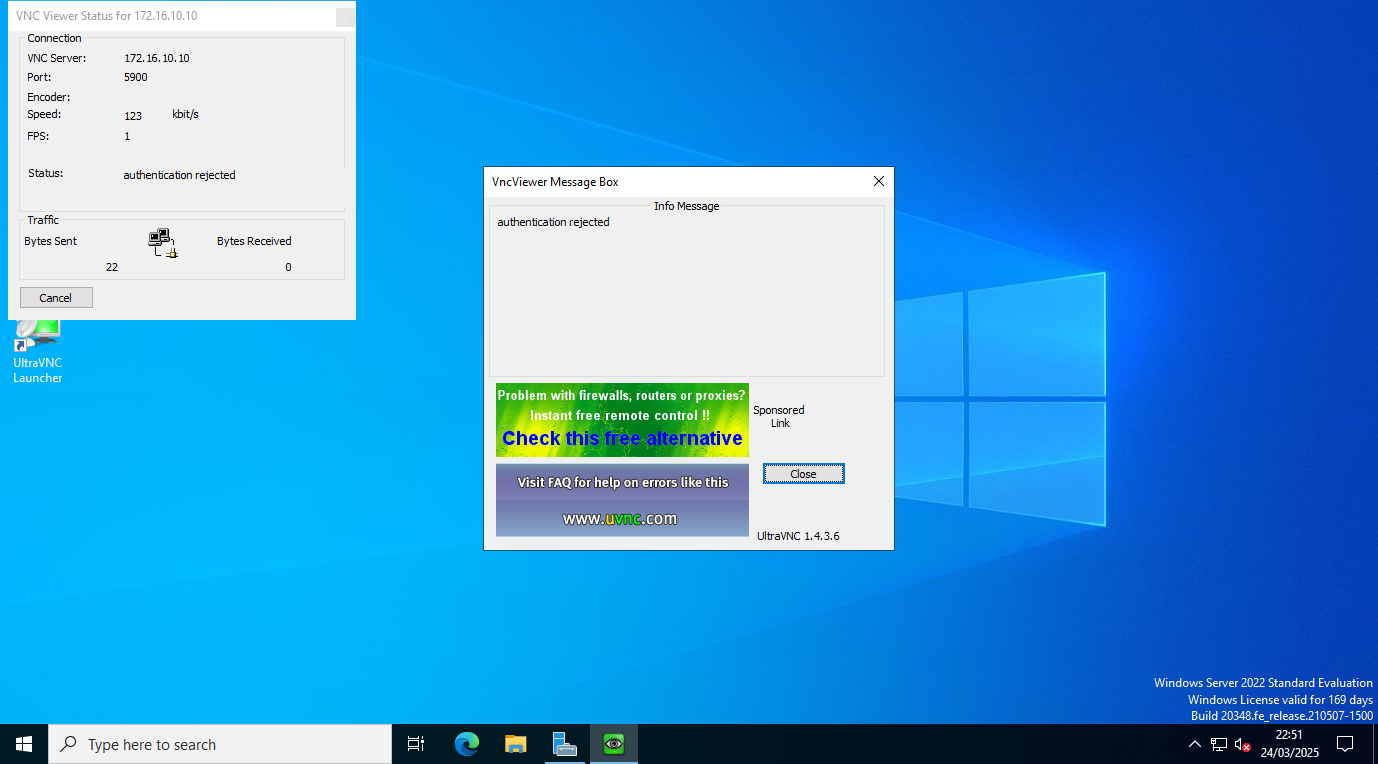 VNC Viewer Status for 172.16.10.10
Connection
VNC Server: 172.16.10.10
Port: 5900
Encoder:
Speed: 123 kbit/s
FPS: 1
Status: authentication rejected
Traffic
Bytes Sent Bytes Received
22 0
Cancel
UltraVNC
Launcher
VncViewer Message Box
Info Message
authentication rejected
Problem with firewalls, routers or proxies?
Instant free remote control !!
Check this free alternative
Sponsored
Link
Visit FAQ for help on errors like this
www.uvnc.com
Close
UltraVNC 1.4.3.6
Windows Server 2022 Standard Evaluation
Windows License valid for 169 days
Build 20348.fe_release.210507-1500
Type here to search
22:51
24/03/2025